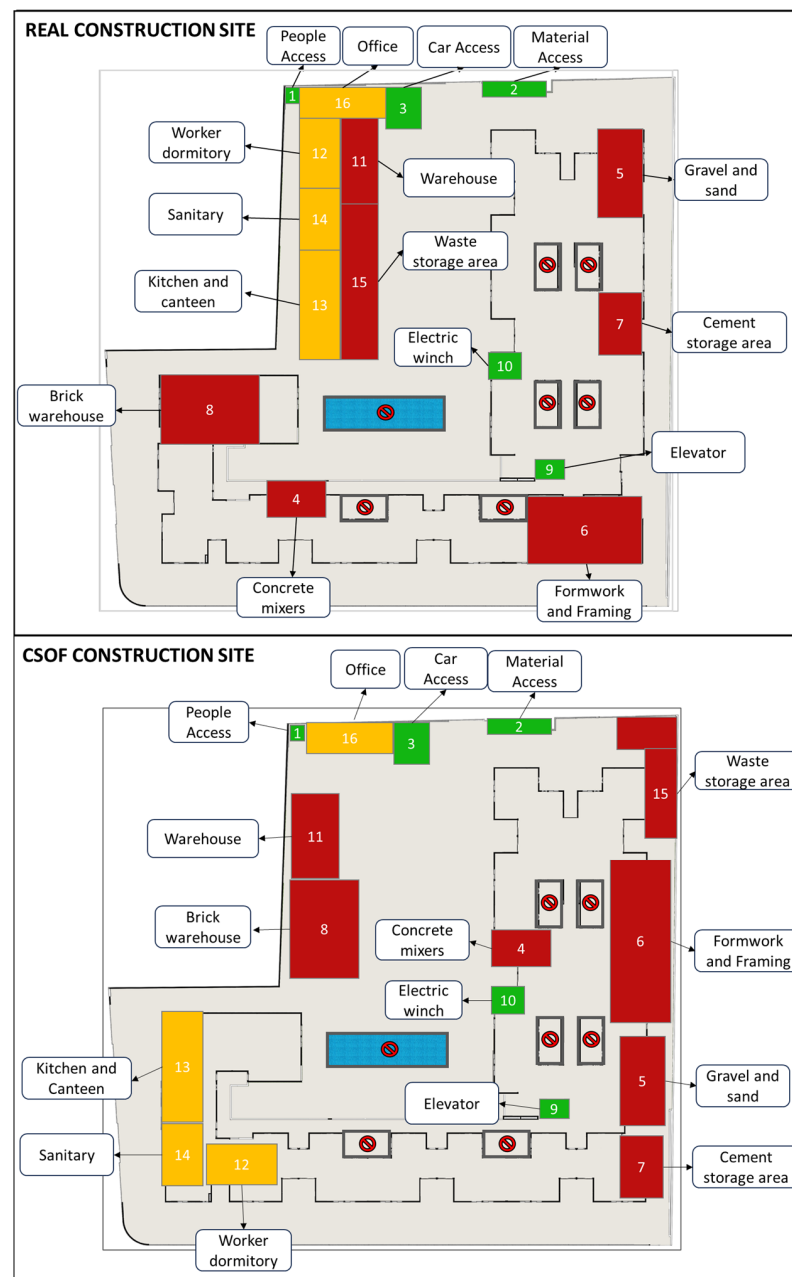 REAL CONSTRUCTION SITE
People
Access
Office
Car Access
Material
Access
1
16
3
2
Worker
dormitory
12
11
Warehouse
5
Gravel and
sand
Sanitary
14
Waste
storage area
15
Kitchen and
canteen
13
7
Cement
storage area
Electric
winch
10
Brick
warehouse
8
Elevator
9
4
6
Concrete
mixers
Formwork
and Framing
CSOF CONSTRUCTION SITE
Office
Car
Access
Material
Access
People
Access
1
16
3
2
Waste
storage area
15
Warehouse
11
Brick
warehouse
8
Concrete
mixers
4
6
Formwork
and Framing
Electric
winch
10
Kitchen and
Canteen
13
5
Gravel and
sand
Elevator
9
Sanitary
14
12
7
Cement
storage area
Worker
dormitory